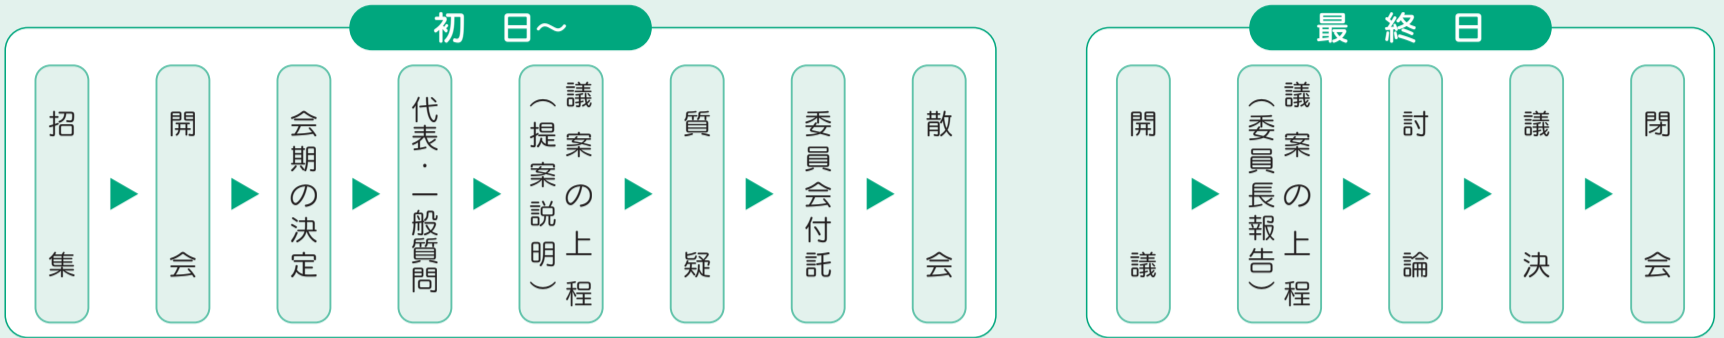 初 日～
招集
開会
会期の決定
代表・一般質問
議案の上程
（提案説明）
質疑
委員会付託
散会
最 終 日
開議
議案の上程
（委員長報告）
討論
議決
閉会